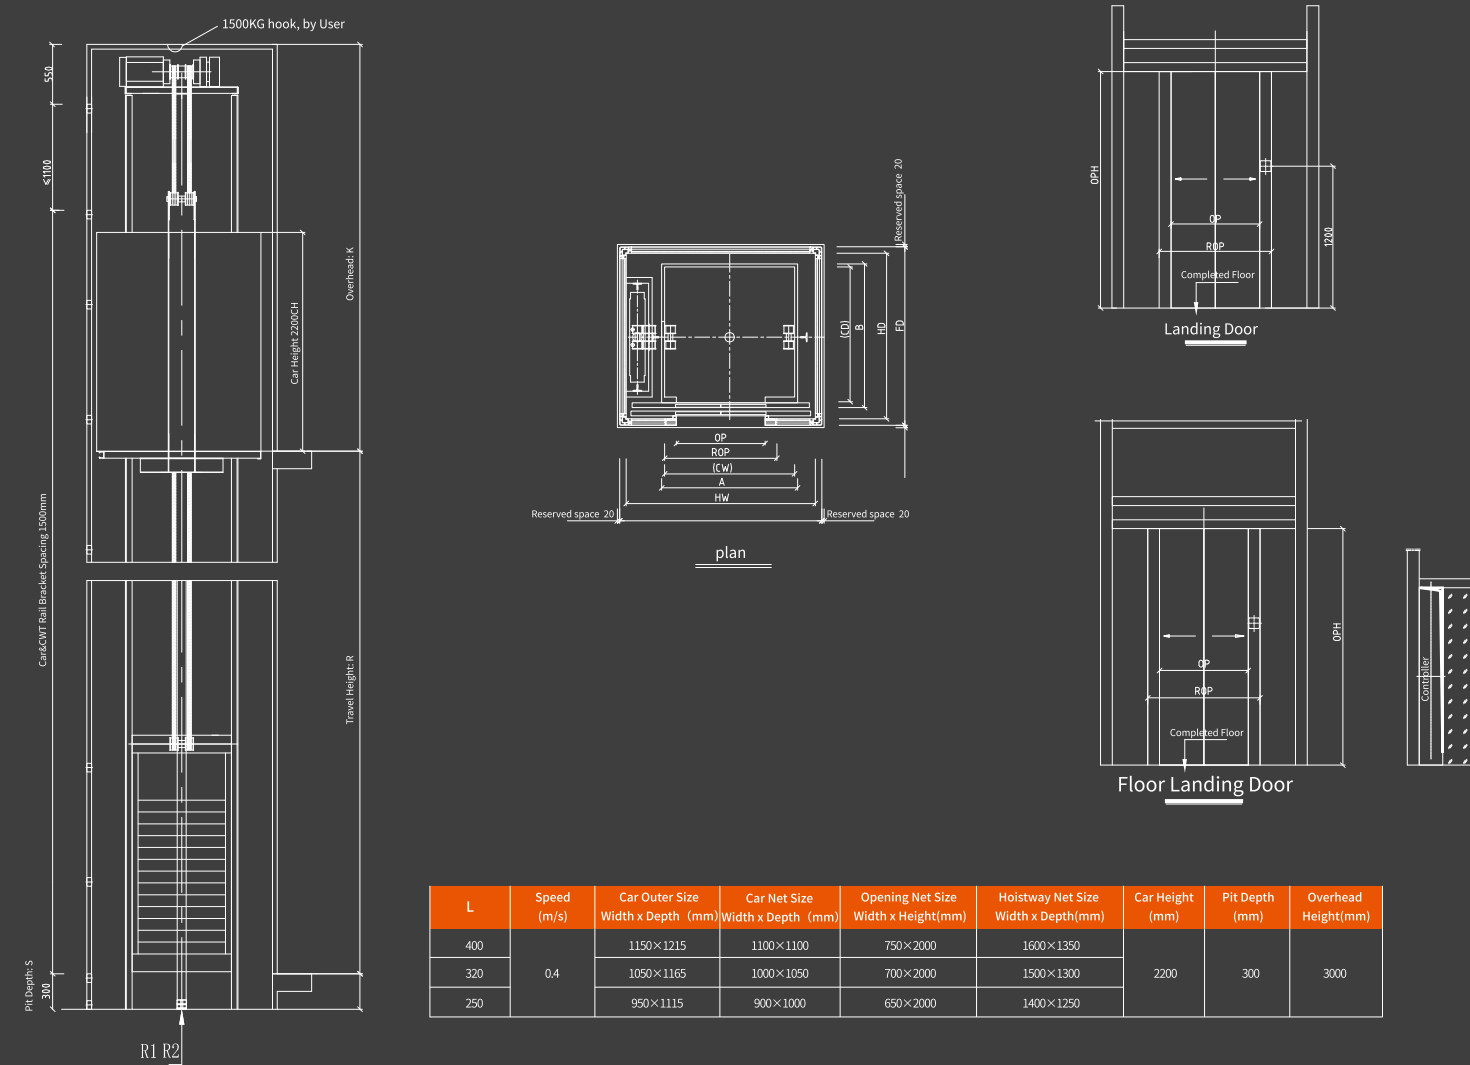 1500KG hook, by User
550
≤1100
Overhead: K
Car Height 2200CH
Car&CWT Rail Bracket Spacing 1500mm
Travel Height: R
Pit Depth: S
300
R1 R2
Reserved space 20
(CD)
B
HD
FD
OP
ROP
(CW)
A
HW
Reserved space 20
Reserved space 20
plan
OPH
OP
ROP
1200
Completed Floor
Landing Door
OPH
OP
ROP
Completed Floor
Floor Landing Door
Controller
L
Speed
(m/s)
Car Outer Size
Width x Depth (mm)
Car Net Size
Width x Depth (mm)
Opening Net Size
Width x Height(mm)
Hoistway Net Size
Width x Depth(mm)
Car Height
(mm)
Pit Depth
(mm)
Overhead
Height(mm)
400 1150×1215 1100×1100 750×2000 1600×1350
320 0.4 1050×1165 1000×1050 700×2000 1500×1300 2200 300 3000
250 950×1115 900×1000 650×2000 1400×1250